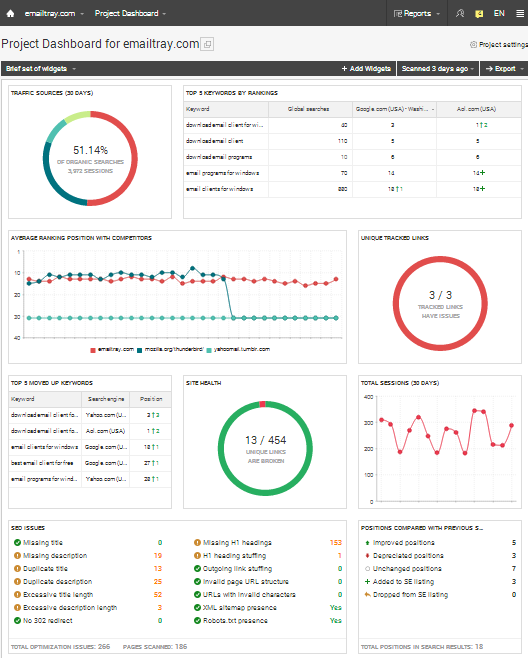 emailtray.com Project Dashboard Reports EN
Project Dashboard for emailtray.com Project settings
Brief set of widgets + Add Widgets Scanned 3 days ago Export
TRAFFIC SOURCES (30 DAYS)
51.14%
OF ORGANIC SEARCHES
3,972 SESSIONS
TOP 5 KEYWORDS BY RANKINGS
Keyword Global searches Google.com (USA) - Washi... Aol.com (USA)
download email client for wi... 40 3 1 2
download email client 110 5 5
download email programs 10 6 6
email programs for windows 70 14 14
email clients for windows 880 18 1 18
AVERAGE RANKING POSITION WITH COMPETITORS
1
10
20
30
40
emailtray.com mozilla.org/thunderbird/ yahoomail.tumblr.com
UNIQUE TRACKED LINKS
3 / 3
TRACKED LINKS
HAVE ISSUES
TOP 5 MOVED UP KEYWORDS
Keyword Search engine Position
download email client fo... Yahoo.com (U... 3 3
download email client fo... Aol.com (USA) 1 2
email clients for windows Google.com (U... 18 1
best email client for free Google.com (U... 27 1
email programs for wind... Yahoo.com (U... 28 1
SITE HEALTH
13 / 454
UNIQUE LINKS
ARE BROKEN
TOTAL SESSIONS (30 DAYS)
400
300
200
100
0
SEO ISSUES
Missing title 0
Missing description 19
Duplicate title 13
Duplicate description 25
Excessive title length 52
Excessive description length 3
No 302 redirect 0
Missing H1 headings 153
H1 heading stuffing 1
Outgoing link stuffing 0
Invalid page URL structure 0
URLs with invalid characters 0
XML sitemap presence Yes
Robots.txt presence Yes
TOTAL OPTIMIZATION ISSUES: 266 PAGES SCANNED: 186
POSITIONS COMPARED WITH PREVIOUS S...
Improved positions 5
Depreciated positions 3
Unchenged positions 7
Added to SE listing 3
Dropped from SE listing 0
TOTAL POSITIONS IN SEARCH RESULTS: 18